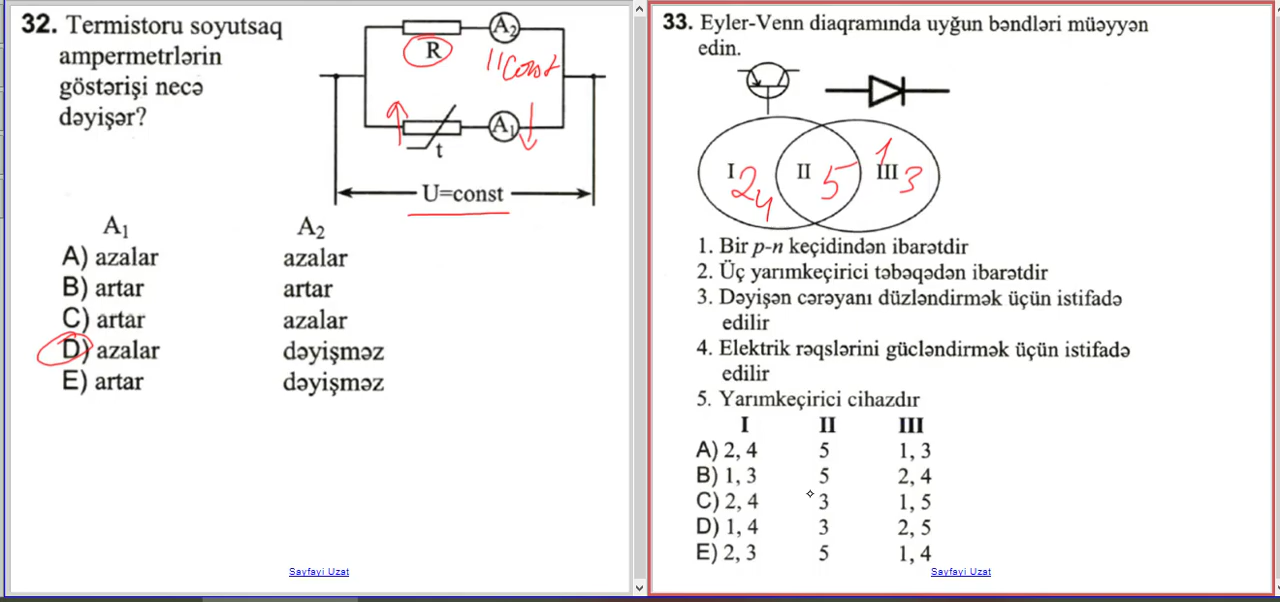 32. Termistoru soyutsaq
ampermetrlərin
göstərişi necə
dəyişər?
R
A₂
II const
A₁
t
U=const
A₁ A₂
A) azalar azalar
B) artar artar
C) artar azalar
D) azalar dəyişməz
E) artar dəyişməz
Sayfayi Uzat
33. Eyler-Venn diaqramında uyğun bəndləri müəyyən
edin.
I II III
2 4 5 1 3
1. Bir p-n keçidindən ibarətdir
2. Üç yarımkeçirici təbəqədən ibarətdir
3. Dəyişən cərəyanı düzləndirmək üçün istifadə
edilir
4. Elektrik rəqslərini gücləndirmək üçün istifadə
edilir
5. Yarımkeçirici cihazdır
I II III
A) 2, 4 5 1, 3
B) 1, 3 5 2, 4
C) 2, 4 3 1, 5
D) 1, 4 3 2, 5
E) 2, 3 5 1, 4
Sayfayi Uzat